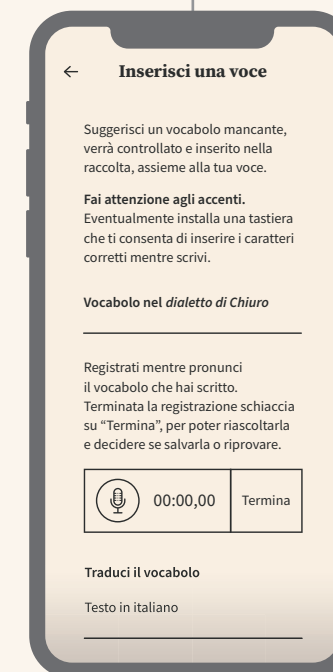 Inserisci una voce
Suggerisci un vocabolo mancante,
verrà controllato e inserito nella
raccolta, assieme alla tua voce.
Fai attenzione agli accenti.
Eventualmente installa una tastiera
che ti consenta di inserire i caratteri
corretti mentre scrivi.
Vocabolo nel dialetto di Chiuro
Registrati mentre pronunci
il vocabolo che hai scritto.
Terminata la registrazione schiaccia
su “Termina”, per poter riascoltarla
e decidere se salvarla o riprovare.
00:00,00 Termina
Traduci il vocabolo
Testo in italiano